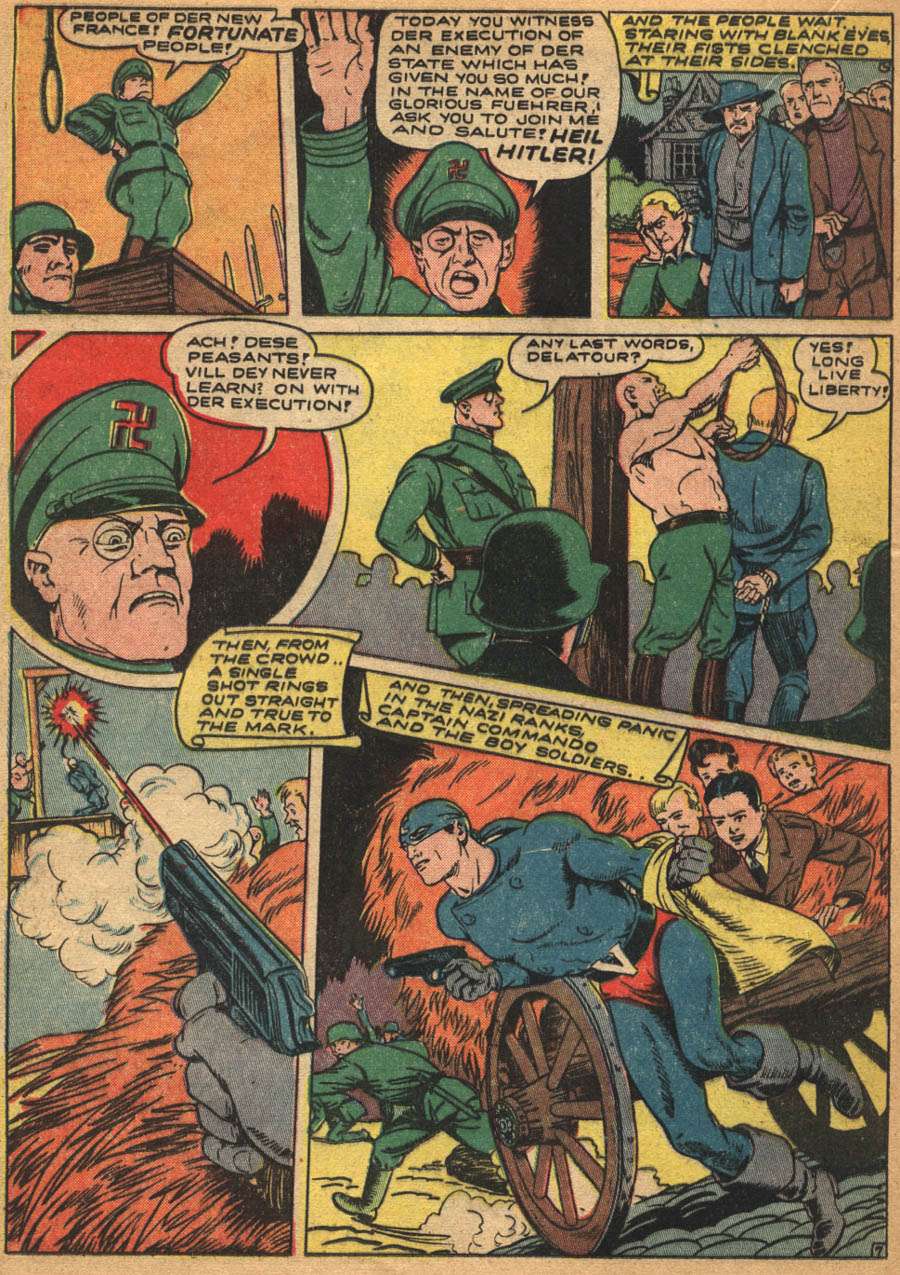 PEOPLE OF DER NEW
FRANCE! FORTUNATE
PEOPLE!
TODAY YOU WITNESS
DER EXECUTION OF
AN ENEMY OF DER
STATE WHICH HAS
GIVEN YOU SO MUCH!
IN THE NAME OF OUR
GLORIOUS FUEHRER, I
ASK YOU TO JOIN ME
AND SALUTE! HEIL
HITLER!
AND THE PEOPLE WAIT,
STARING WITH BLANK EYES,
THEIR FISTS CLENCHED
AT THEIR SIDES.
ACH! DESE
PEASANTS!
VILL DEY NEVER
LEARN? ON WITH
DER EXECUTION!
ANY LAST WORDS,
DELATOUR?
YES!
LONG
LIVE
LIBERTY!
THEN, FROM
THE CROWD..
A SINGLE
SHOT RINGS
OUT STRAIGHT
AND TRUE TO
THE MARK.
AND THEN, SPREADING PANIC
IN THE NAZI RANKS,
CAPTAIN COMMANDO
AND THE BOY SOLDIERS..
7